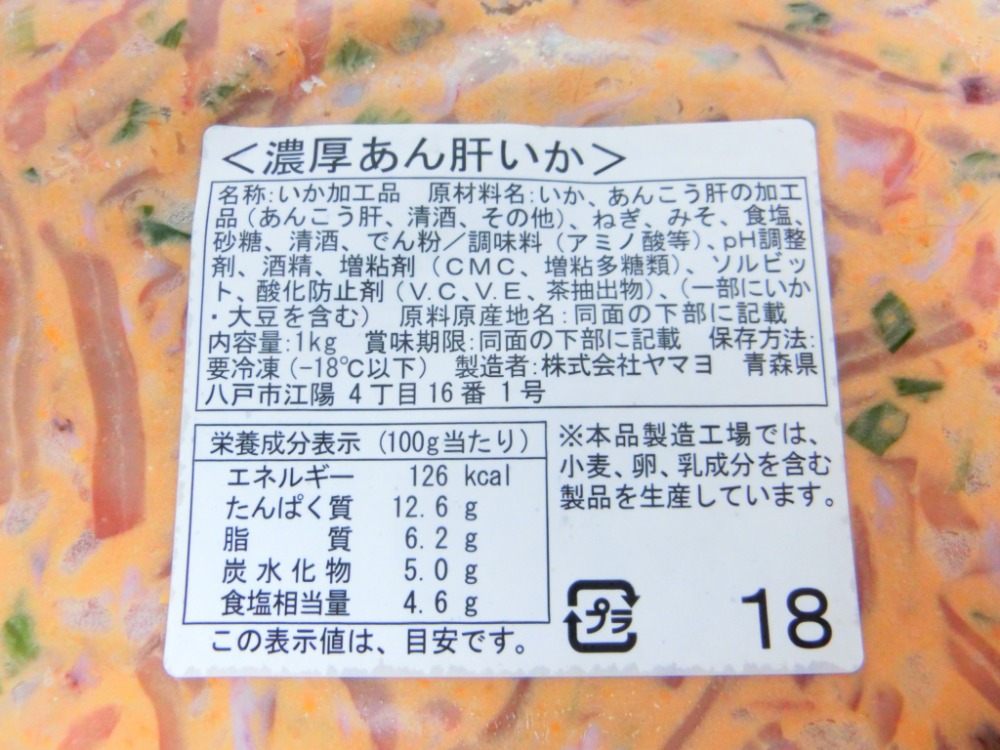 ＜濃厚あん肝いか＞
名称:いか加工品　原材料名:いか、あんこう肝の加工
品（あんこう肝、清酒、その他）、ねぎ、みそ、食塩、
砂糖、清酒、でん粉／調味料（アミノ酸等）、pH調整
剤、酒精、増粘剤（CMC、増粘多糖類）、ソルビッ
ト、酸化防止剤（V.C、V.E、茶抽出物）、（一部にいか
・大豆を含む）　原料原産地名:同面の下部に記載
内容量:1kg　賞味期限:同面の下部に記載　保存方法:
要冷凍（−18℃以下）　製造者:株式会社ヤマヨ　青森県
八戸市江陽4丁目16番1号
栄養成分表示（100g当たり）
エネルギー　126 kcal
たんぱく質　12.6 g
脂質　6.2 g
炭水化物　5.0 g
食塩相当量　4.6 g
この表示値は、目安です。
※本品製造工場では、
小麦、卵、乳成分を含む
製品を生産しています。
プラ
18